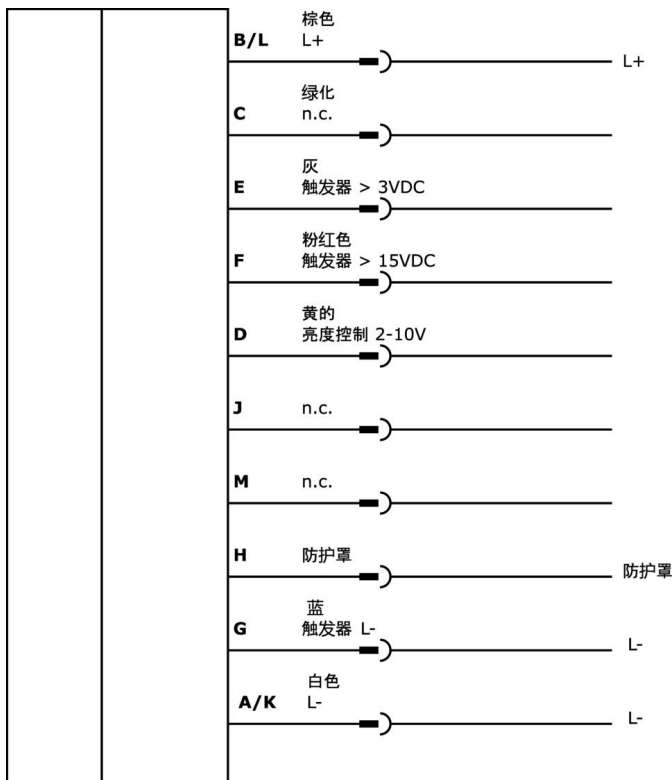 棕色
B/L L+
L+
绿化
C n.c.
灰
E 触发器 > 3VDC
粉红色
F 触发器 > 15VDC
黄的
D 亮度控制 2-10V
J n.c.
M n.c.
H 防护罩
防护罩
蓝
G 触发器 L-
L-
白色
A/K L-
L-